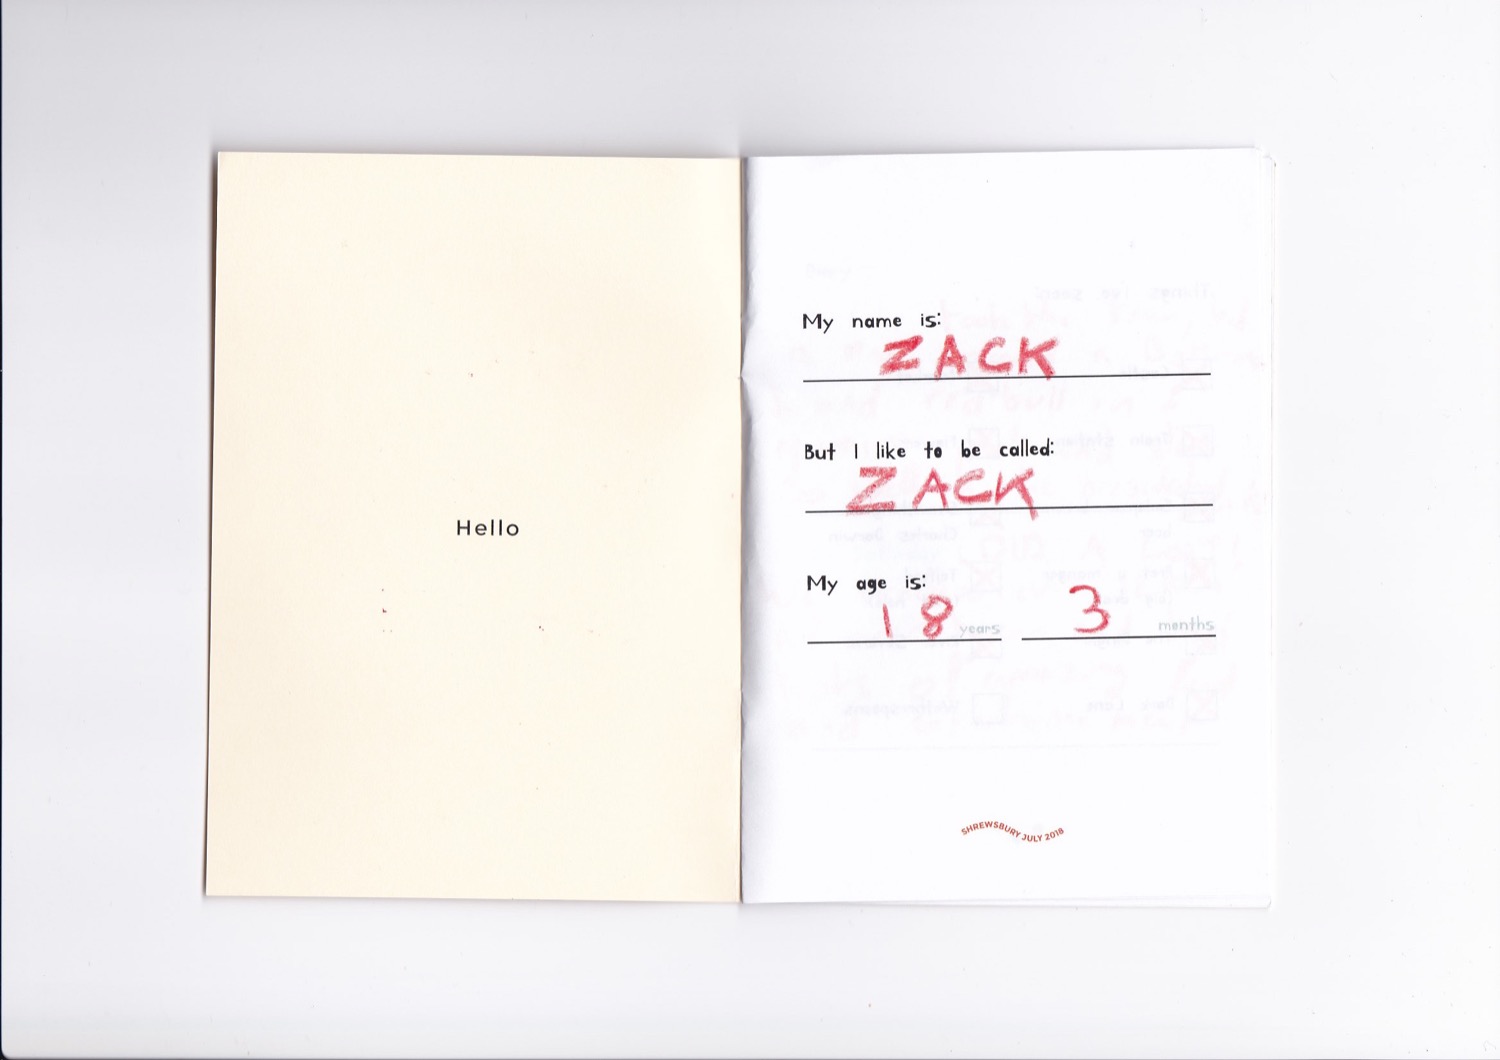 Hello
My name is:
ZACK
But I like to be called:
ZACK
My age is:
18 years 3 months
SHREWSBURY JULY 2018